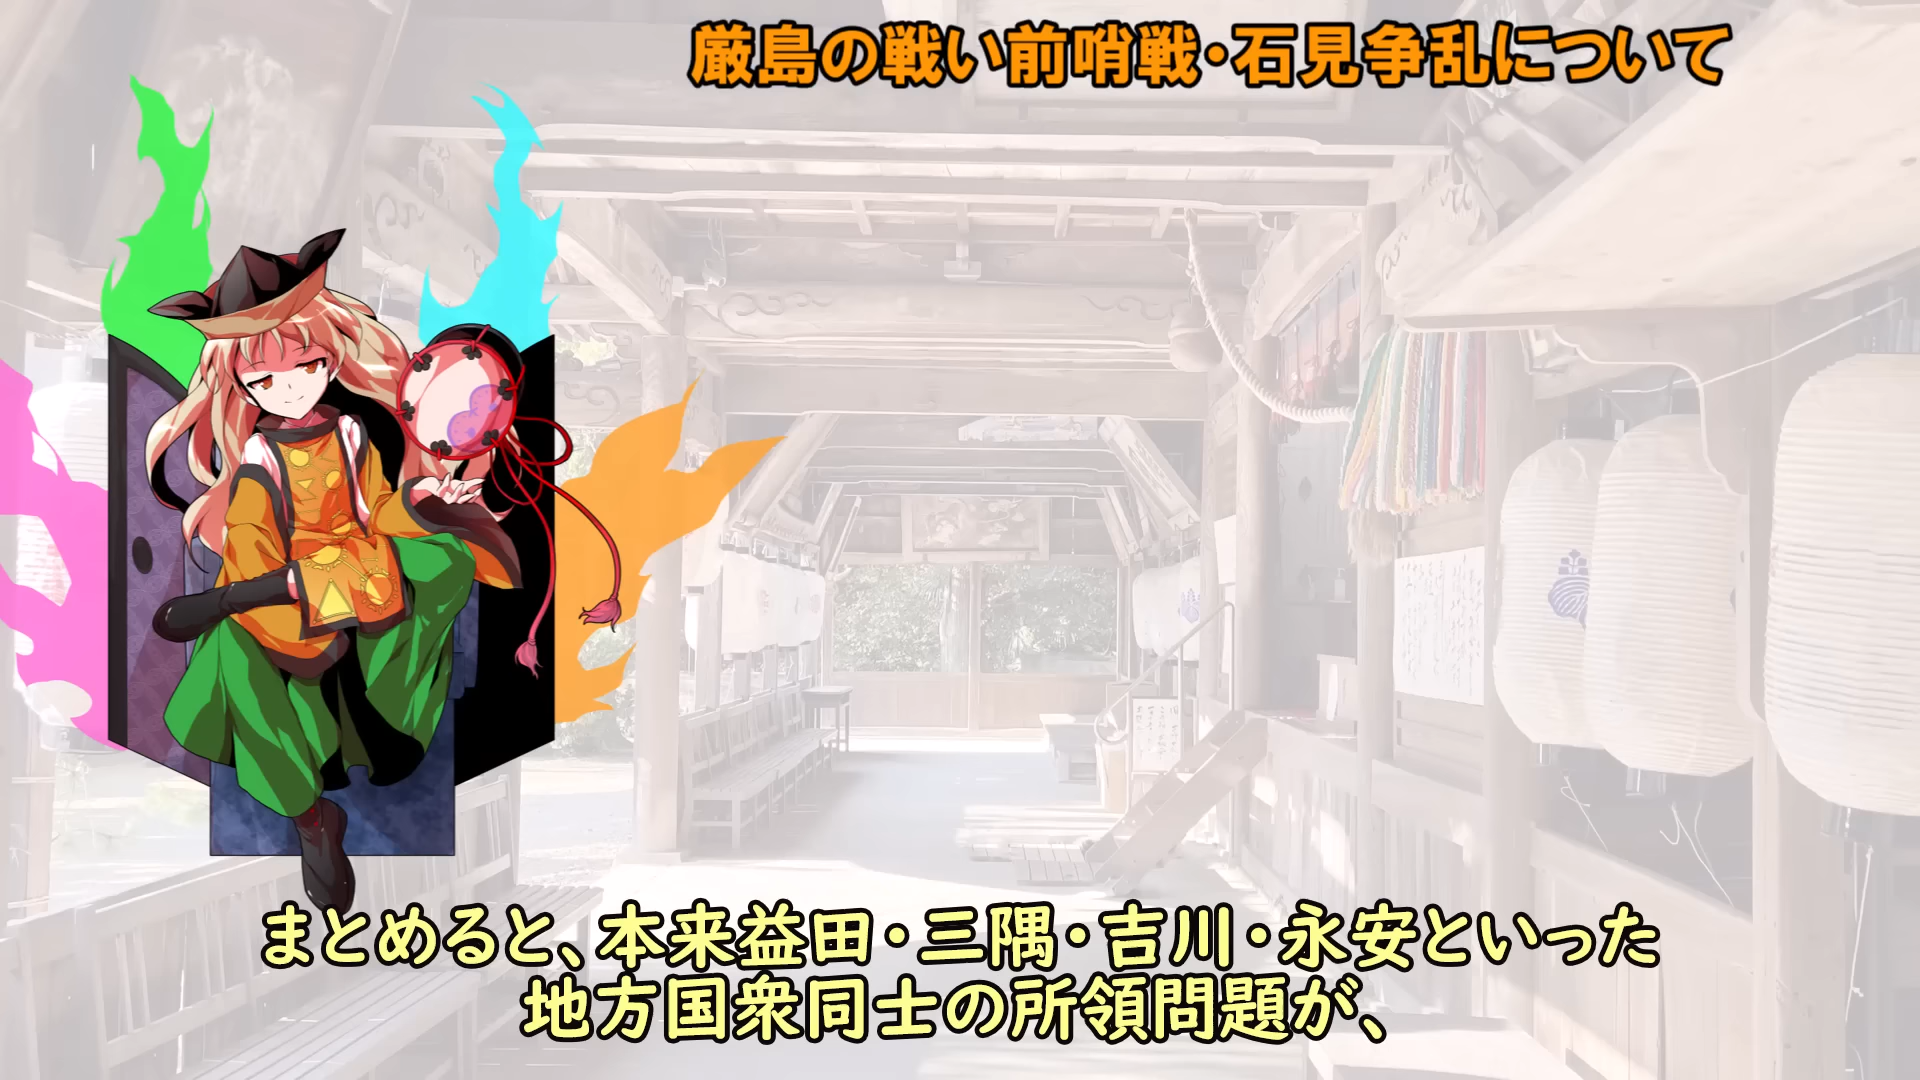 厳島の戦い前哨戦・石見争乱について
まとめると、本来益田・三隅・吉川・永安といった
地方国衆同士の所領問題が、